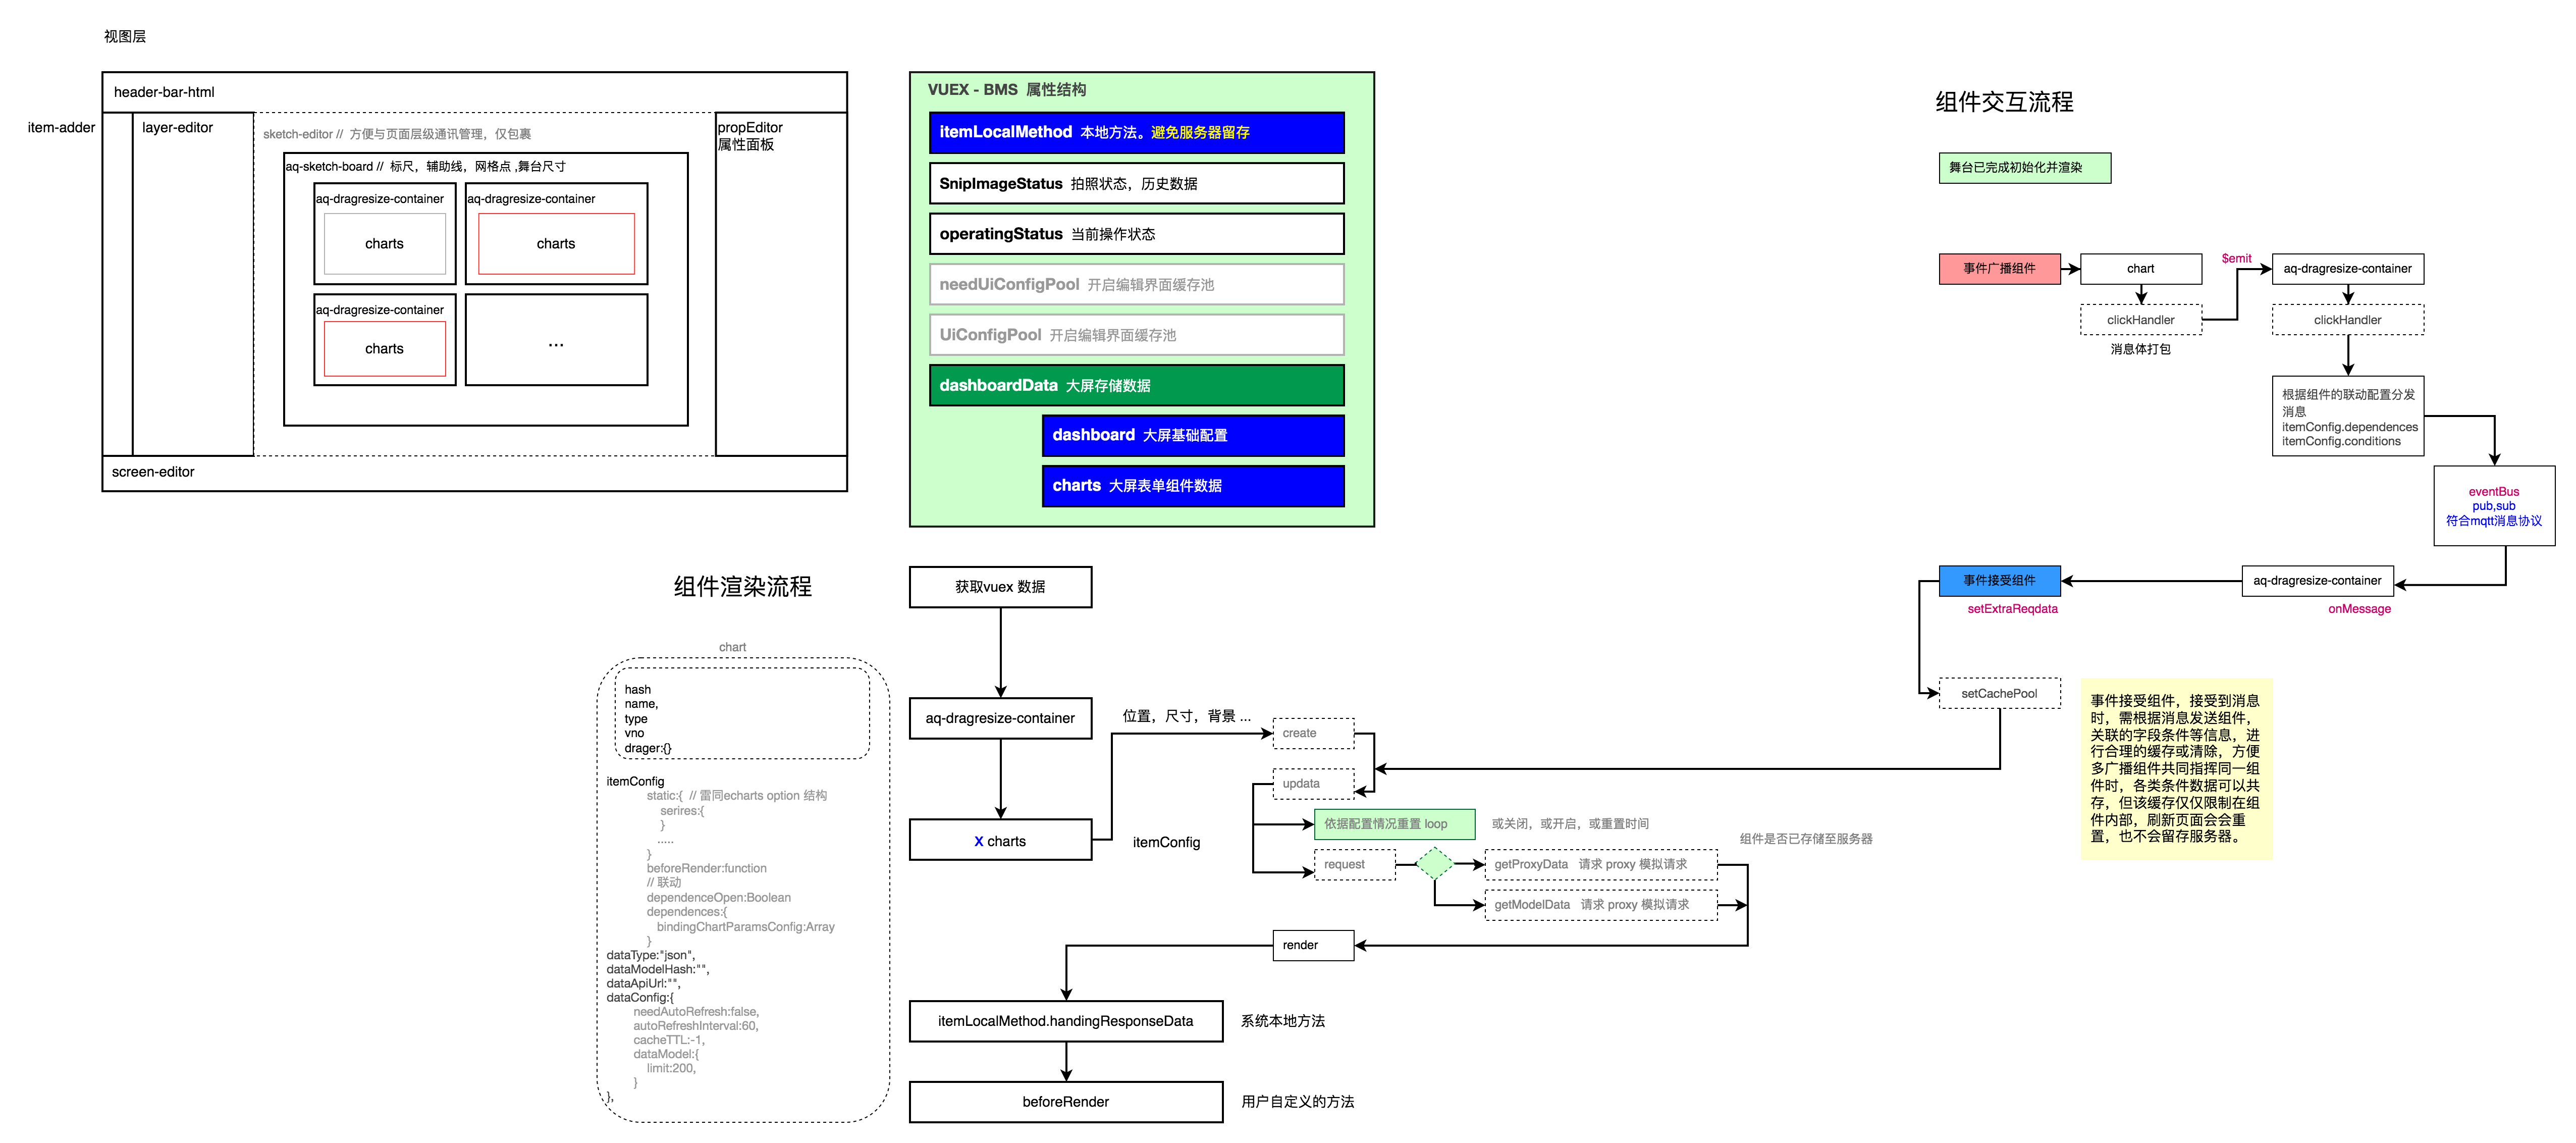 视图层
header-bar-html
item-adder
layer-editor
sketch-editor // 方便与页面层级通讯管理，仅包裹
propEditor
属性面板
aq-sketch-board // 标尺，辅助线，网格点 ,舞台尺寸
aq-dragresize-container
charts
aq-dragresize-container
charts
aq-dragresize-container
charts
...
screen-editor
VUEX - BMS 属性结构
itemLocalMethod 本地方法。避免服务器留存
SnipImageStatus 拍照状态，历史数据
operatingStatus 当前操作状态
needUiConfigPool 开启编辑界面缓存池
UiConfigPool 开启编辑界面缓存池
dashboardData 大屏存储数据
dashboard 大屏基础配置
charts 大屏表单组件数据
组件交互流程
舞台已完成初始化并渲染
事件广播组件
chart
$emit
aq-dragresize-container
clickHandler
clickHandler
消息体打包
根据组件的联动配置分发
消息
itemConfig.dependences
itemConfig.conditions
eventBus
pub,sub
符合mqtt消息协议
事件接受组件
setExtraReqdata
aq-dragresize-container
onMessage
setCachePool
事件接受组件，接受到消息
时，需根据消息发送组件，
关联的字段条件等信息，进
行合理的缓存或清除，方便
多广播组件共同指挥同一组
件时，各类条件数据可以共
存，但该缓存仅仅限制在组
件内部，刷新页面会会重
置，也不会留存服务器。
组件渲染流程
获取vuex 数据
chart
hash
name,
type
vno
drager:{}
itemConfig
static:{ // 雷同echarts option 结构
serires:{
}
.....
}
beforeRender:function
// 联动
dependenceOpen:Boolean
dependences:{
bindingChartParamsConfig:Array
}
dataType:"json",
dataModelHash:"",
dataApiUrl:"",
dataConfig:{
needAutoRefresh:false,
autoRefreshInterval:60,
cacheTTL:-1,
dataModel:{
limit:200,
}
},
aq-dragresize-container
位置，尺寸，背景 ...
create
updata
X charts
itemConfig
依据配置情况重置 loop
或关闭，或开启，或重置时间
组件是否已存储至服务器
request
getProxyData 请求 proxy 模拟请求
getModelData 请求 proxy 模拟请求
render
itemLocalMethod.handingResponseData
系统本地方法
beforeRender
用户自定义的方法